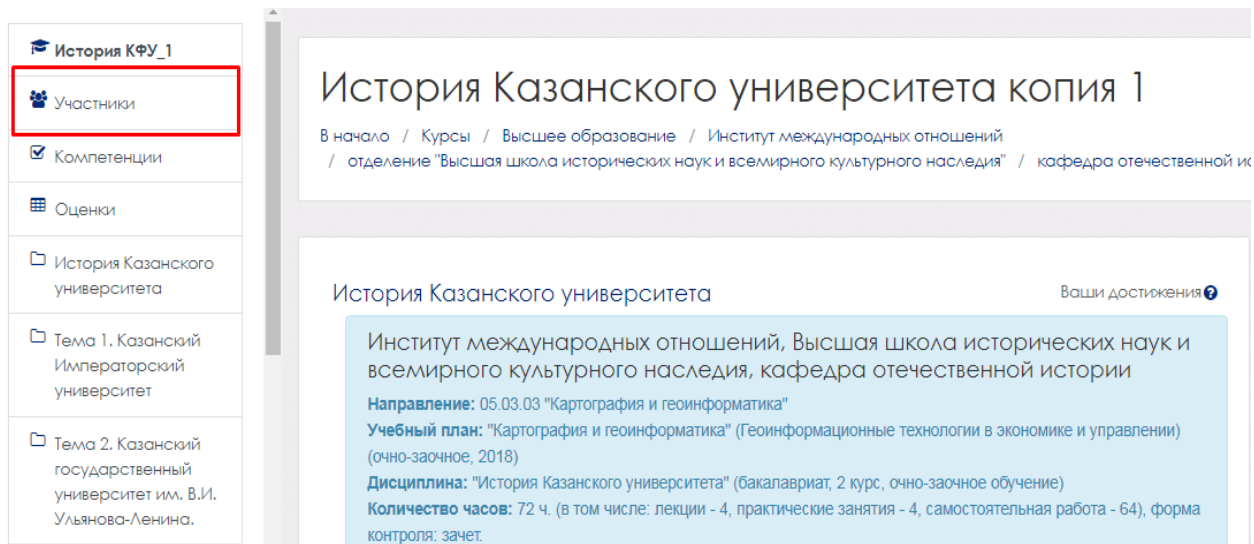 История КФУ_1
Участники
Компетенции
Оценки
История Казанского
университета
Тема 1. Казанский
Императорский
университет
Тема 2. Казанский
государственный
университет им. В.И.
Ульянова-Ленина.
История Казанского университета копия 1
В начало / Курсы / Высшее образование / Институт международных отношений
/ отделение "Высшая школа исторических наук и всемирного культурного наследия" / кафедра отечественной
История Казанского университета
Ваши достижения
Институт международных отношений, Высшая школа исторических наук и
всемирного культурного наследия, кафедра отечественной истории
Направление: 05.03.03 "Картография и геоинформатика"
Учебный план: "Картография и геоинформатика" (Геоинформационные технологии в экономике и управлении)
(очно-заочное, 2018)
Дисциплина: "История Казанского университета" (бакалавриат, 2 курс, очно-заочное обучение)
Количество часов: 72 ч. (в том числе: лекции - 4, практические занятия - 4, самостоятельная работа - 64), форма
контроля: зачет.